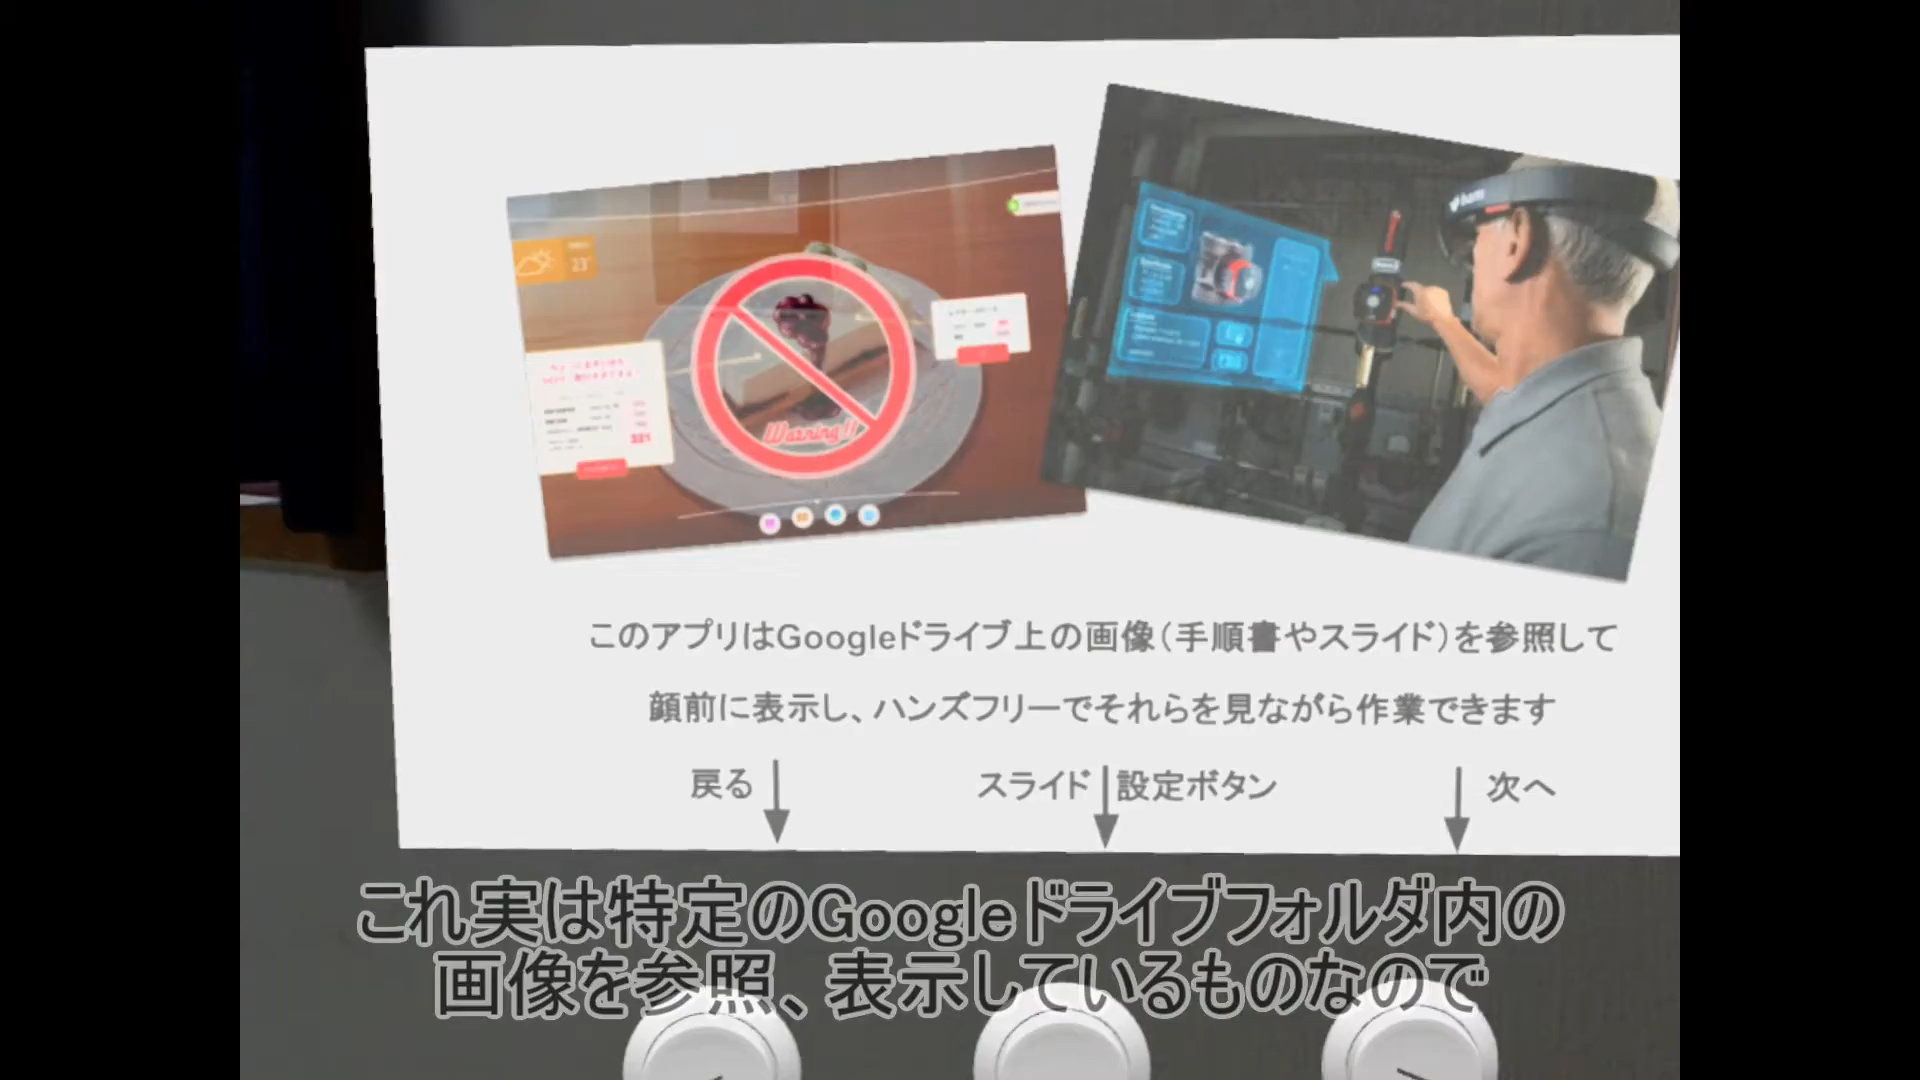 23°
Warning!!
321
このアプリはGoogleドライブ上の画像(手順書やスライド)を参照して
顔前に表示し、ハンズフリーでそれらを見ながら作業できます
戻る
スライド 設定ボタン
次へ
これ実は特定のGoogleドライブフォルダ内の
画像を参照、表示しているものなので